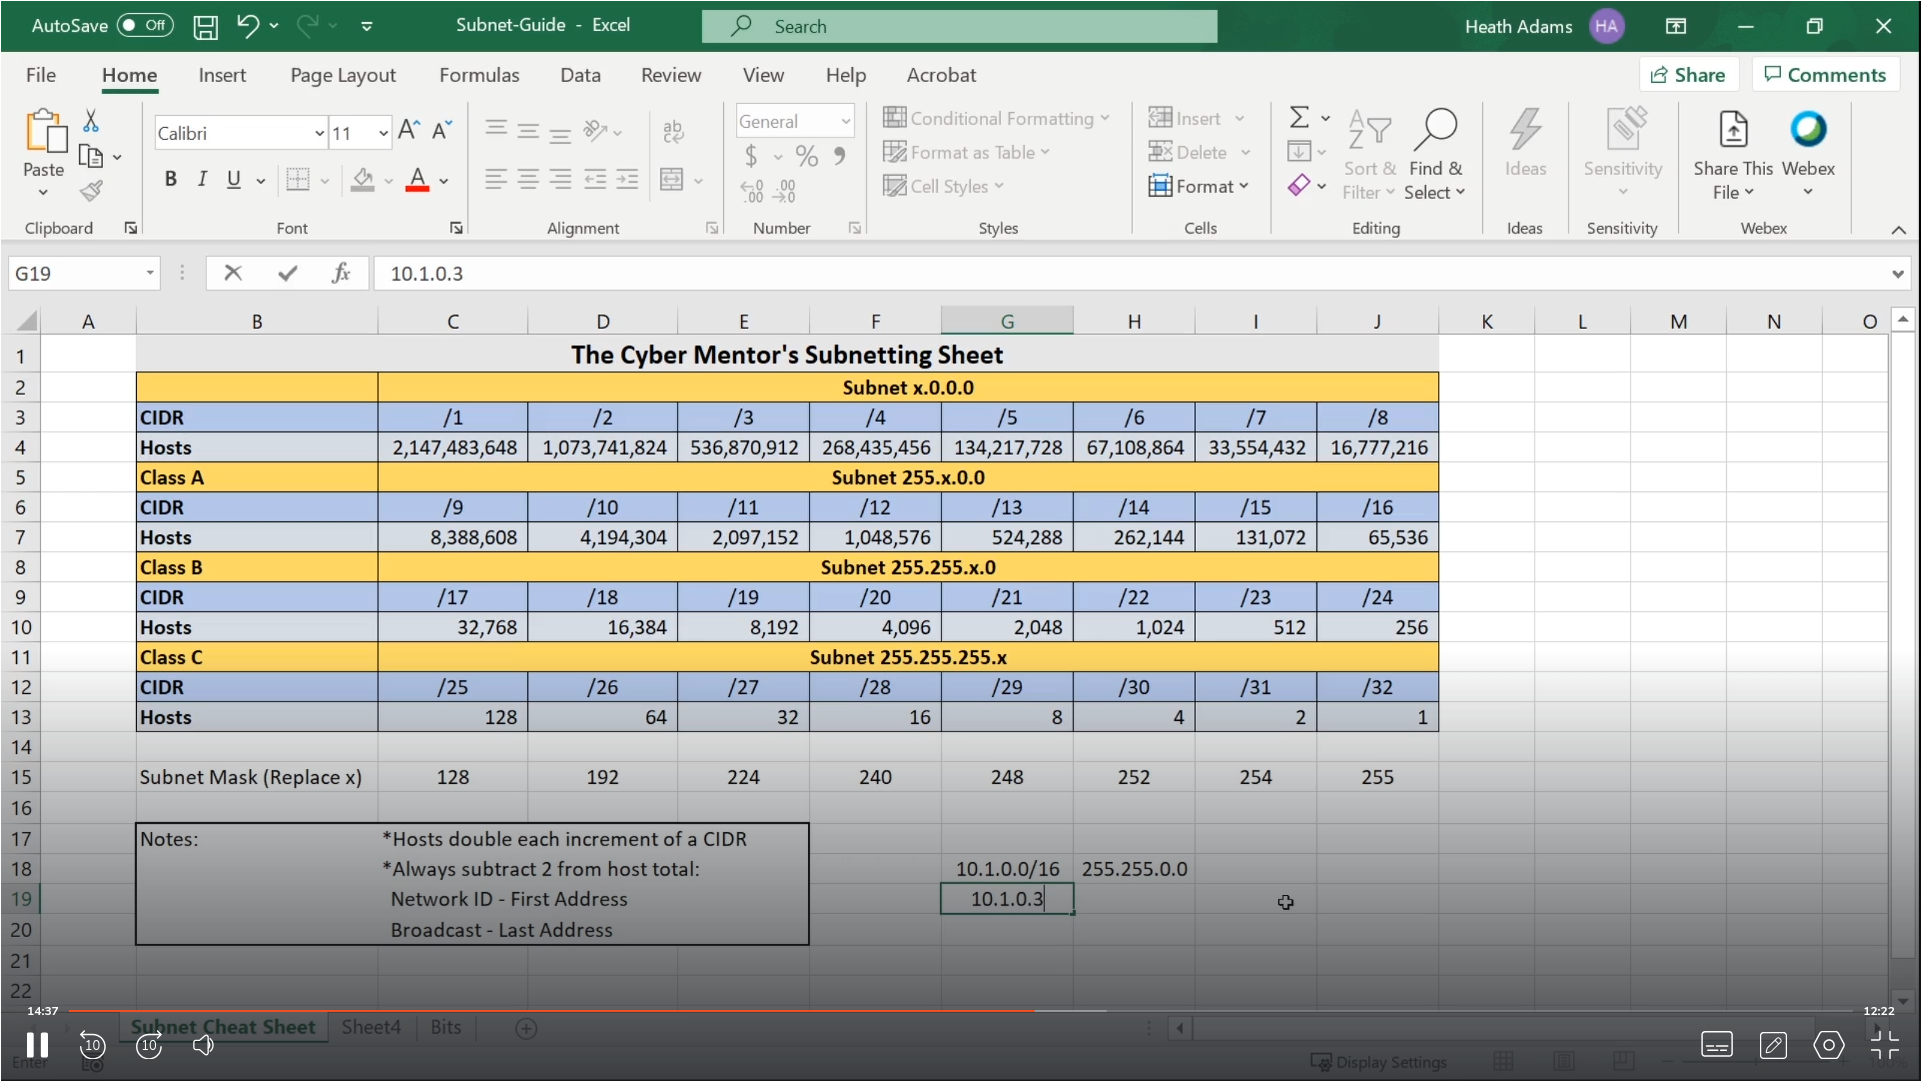 AutoSave Off Subnet-Guide - Excel Search Heath Adams HA
File Home Insert Page Layout Formulas Data Review View Help Acrobat Share Comments
Paste Calibri 11 General Conditional Formatting Format as Table Cell Styles Insert Delete Format Sort & Filter Find & Select Ideas Sensitivity Share This File Webex
Clipboard Font Alignment Number Styles Cells Editing Ideas Sensitivity Webex
G19 fx 10.1.0.3
A B C D E F G H I J K L M N O
1 The Cyber Mentor's Subnetting Sheet
2 Subnet x.0.0.0
3 CIDR /1 /2 /3 /4 /5 /6 /7 /8
4 Hosts 2,147,483,648 1,073,741,824 536,870,912 268,435,456 134,217,728 67,108,864 33,554,432 16,777,216
5 Class A Subnet 255.x.0.0
6 CIDR /9 /10 /11 /12 /13 /14 /15 /16
7 Hosts 8,388,608 4,194,304 2,097,152 1,048,576 524,288 262,144 131,072 65,536
8 Class B Subnet 255.255.x.0
9 CIDR /17 /18 /19 /20 /21 /22 /23 /24
10 Hosts 32,768 16,384 8,192 4,096 2,048 1,024 512 256
11 Class C Subnet 255.255.255.x
12 CIDR /25 /26 /27 /28 /29 /30 /31 /32
13 Hosts 128 64 32 16 8 4 2 1
14
15 Subnet Mask (Replace x) 128 192 224 240 248 252 254 255
16
17 Notes: *Hosts double each increment of a CIDR
18 *Always subtract 2 from host total: 10.1.0.0/16 255.255.0.0
19 Network ID - First Address 10.1.0.3
20 Broadcast - Last Address
21
22
14:37 12:22
Subnet Cheat Sheet Sheet4 Bits
10 10
Enter Display Settings